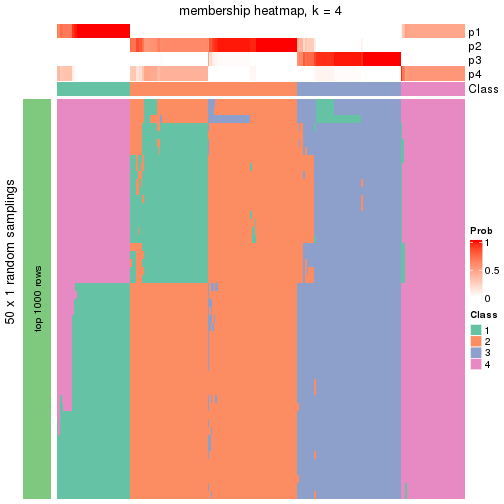 membership heatmap, k = 4
p1
p2
p3
p4
Class
50 x 1 random samplings
top 1000 rows
Prob
1
0.5
0
Class
1
2
3
4